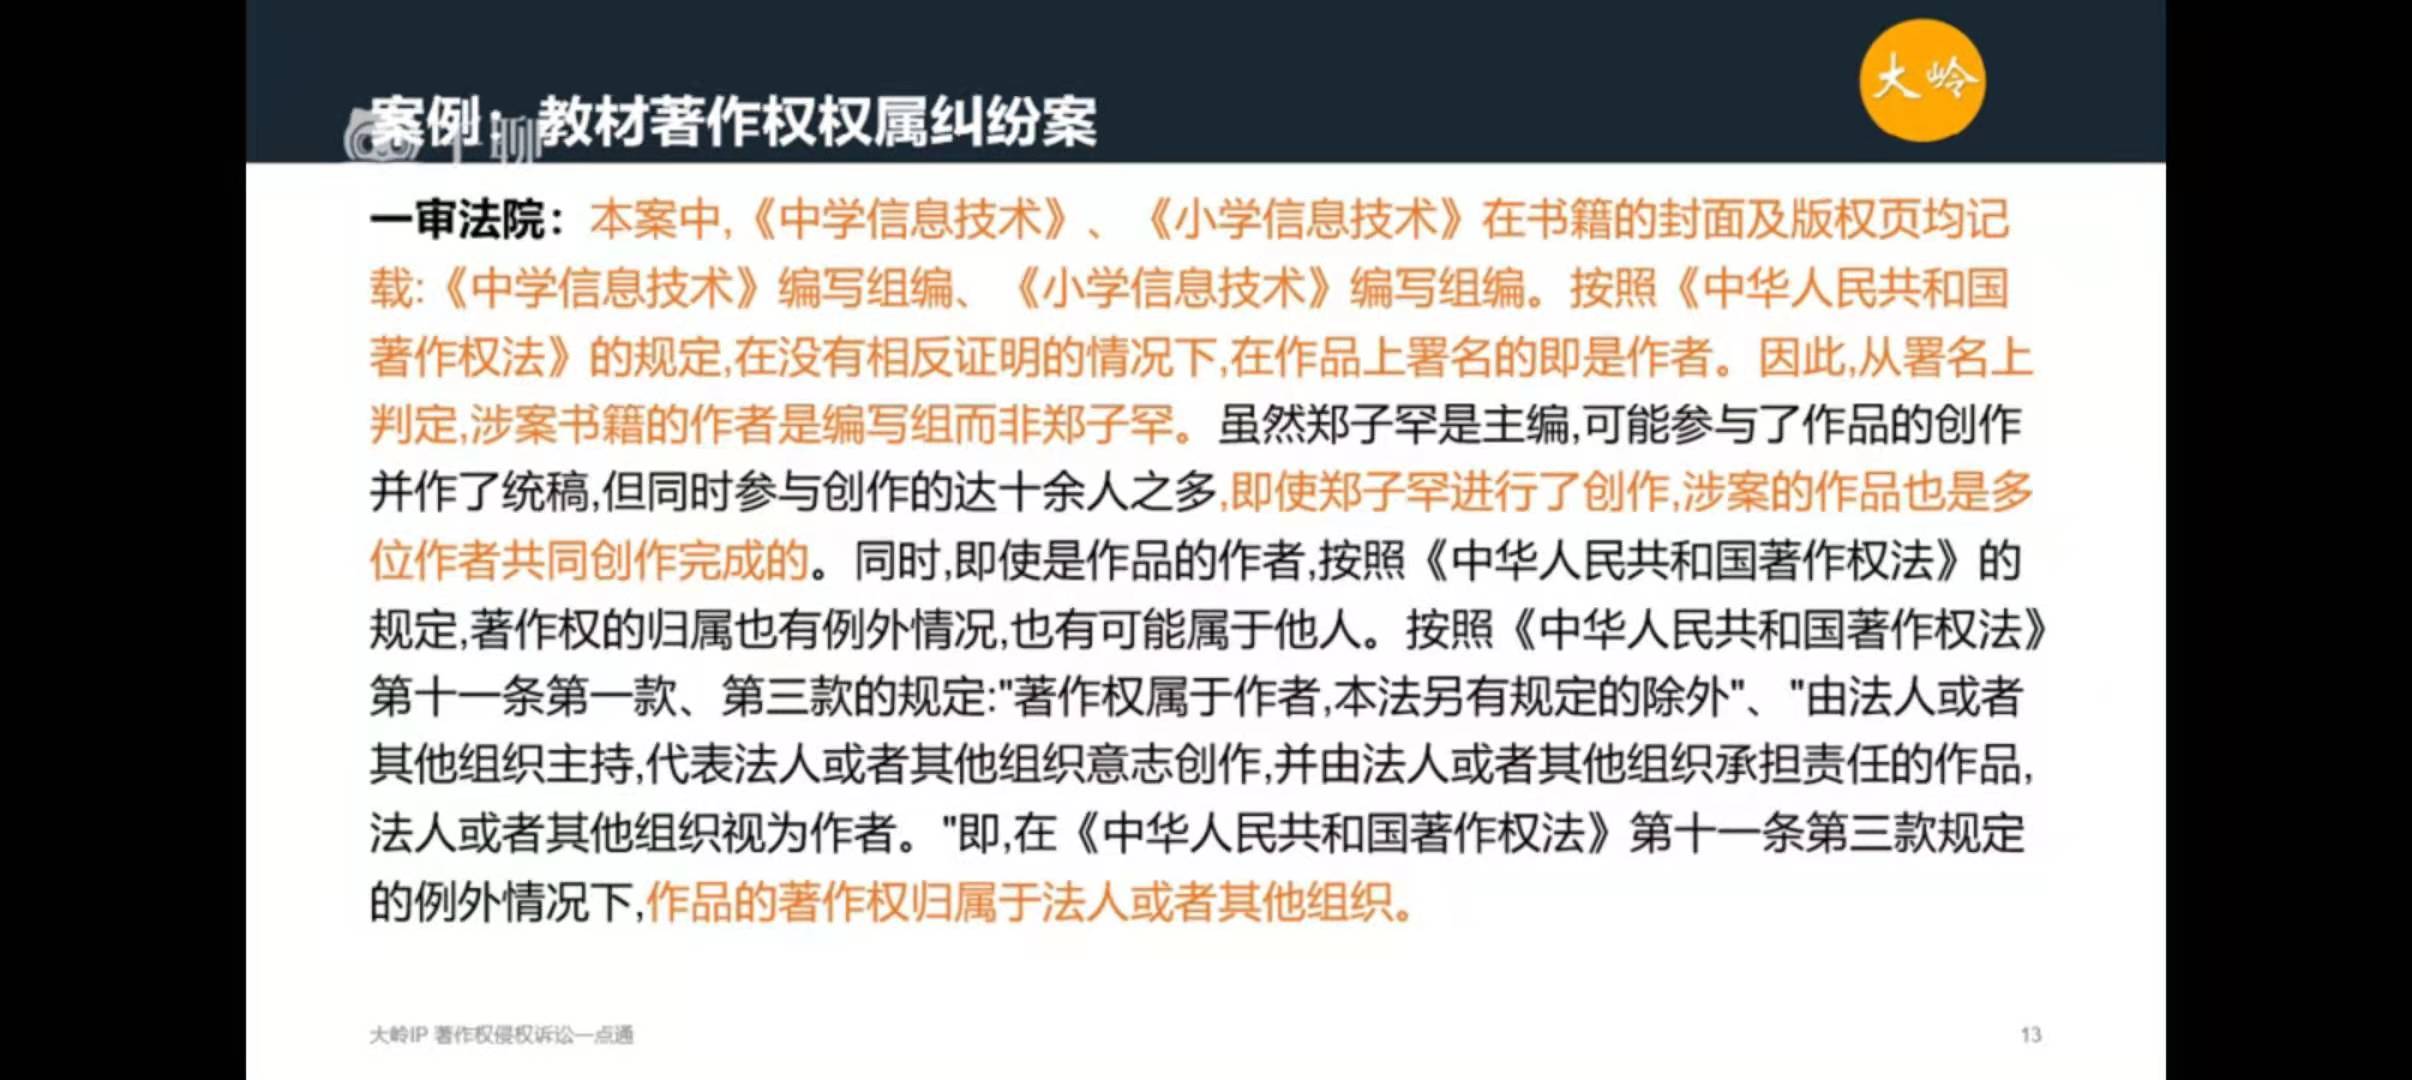 大岭
案例：教材著作权权属纠纷案
千聊
一审法院：本案中,《中学信息技术》、《小学信息技术》在书籍的封面及版权页均记
载:《中学信息技术》编写组编、《小学信息技术》编写组编。按照《中华人民共和国
著作权法》的规定,在没有相反证明的情况下,在作品上署名的即是作者。因此,从署名上
判定,涉案书籍的作者是编写组而非郑子罕。虽然郑子罕是主编,可能参与了作品的创作
并作了统稿,但同时参与创作的达十余人之多,即使郑子罕进行了创作,涉案的作品也是多
位作者共同创作完成的。同时,即使是作品的作者,按照《中华人民共和国著作权法》的
规定,著作权的归属也有例外情况,也有可能属于他人。按照《中华人民共和国著作权法》
第十一条第一款、第三款的规定:"著作权属于作者,本法另有规定的除外"、"由法人或者
其他组织主持,代表法人或者其他组织意志创作,并由法人或者其他组织承担责任的作品,
法人或者其他组织视为作者。"即,在《中华人民共和国著作权法》第十一条第三款规定
的例外情况下,作品的著作权归属于法人或者其他组织。
大岭IP 著作权侵权诉讼一点通
13